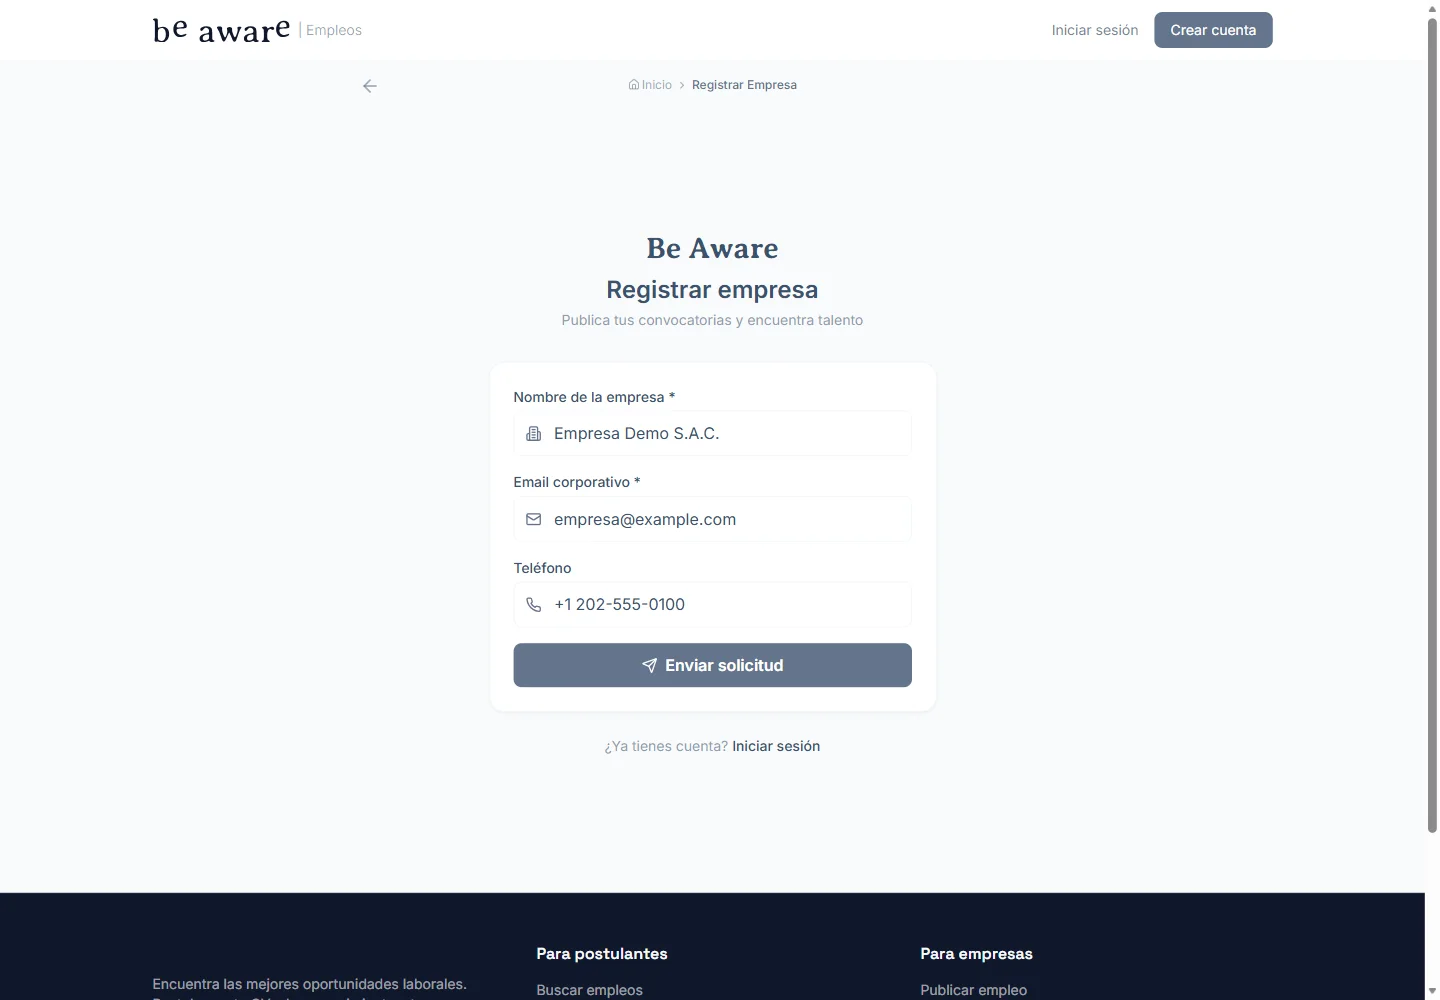 be aware | Empleos
Iniciar sesión
Crear cuenta
Inicio > Registrar Empresa
Be Aware
Registrar empresa
Publica tus convocatorias y encuentra talento
Nombre de la empresa *
Empresa Demo S.A.C.
Email corporativo *
empresa@example.com
Teléfono
+1 202-555-0100
Enviar solicitud
¿Ya tienes cuenta? Iniciar sesión
Encuentra las mejores oportunidades laborales.
Para postulantes
Buscar empleos
Para empresas
Publicar empleo